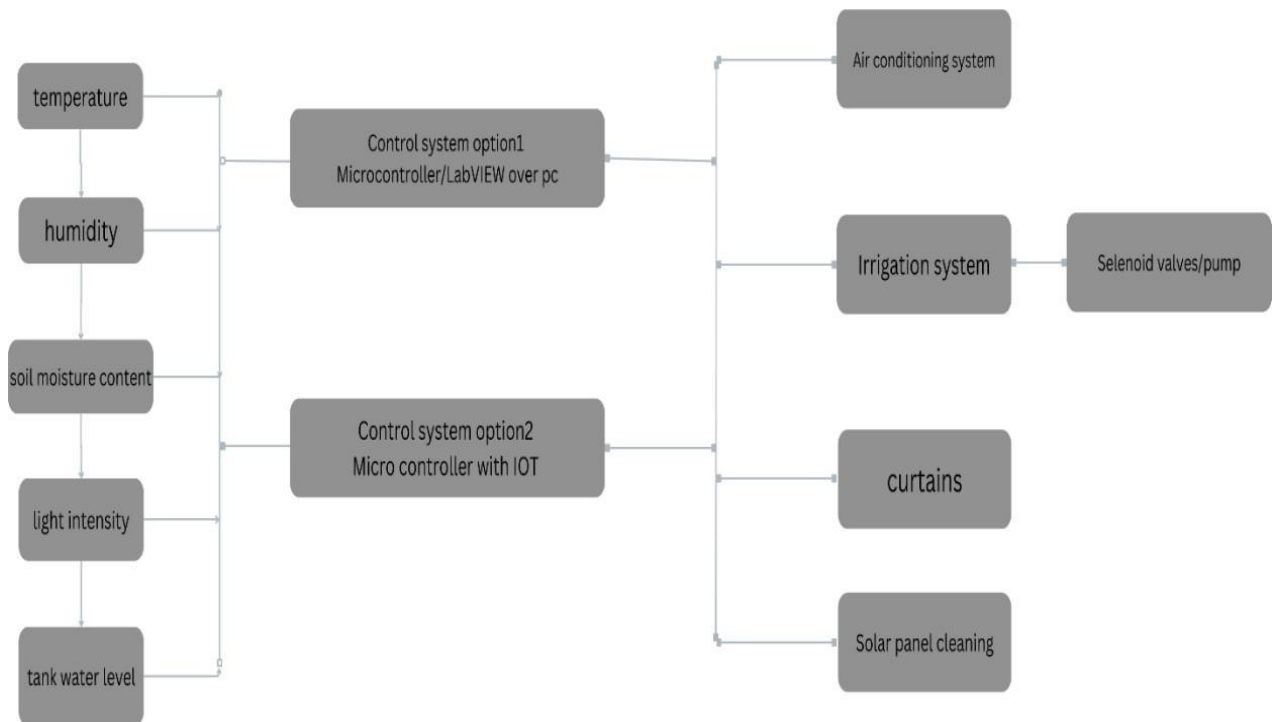 temperature
humidity
soil moisture content
light intensity
tank water level
Control system option1
Microcontroller/LabVIEW over pc
Control system option2
Micro controller with IOT
Air conditioning system
Irrigation system
Selenoid valves/pump
curtains
Solar panel cleaning